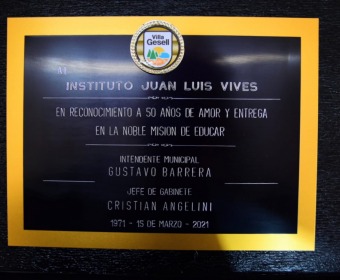 Villa
Gesell
Al
INSTITUTO JUAN LUIS VIVES
EN RECONOCIMIENTO A 50 AÑOS DE AMOR Y ENTREGA
EN LA NOBLE MISION DE EDUCAR
INTENDENTE MUNICIPAL
GUSTAVO BARRERA
JEFE DE GABINETE
CRISTIAN ANGELINI
1971 - 15 DE MARZO - 2021